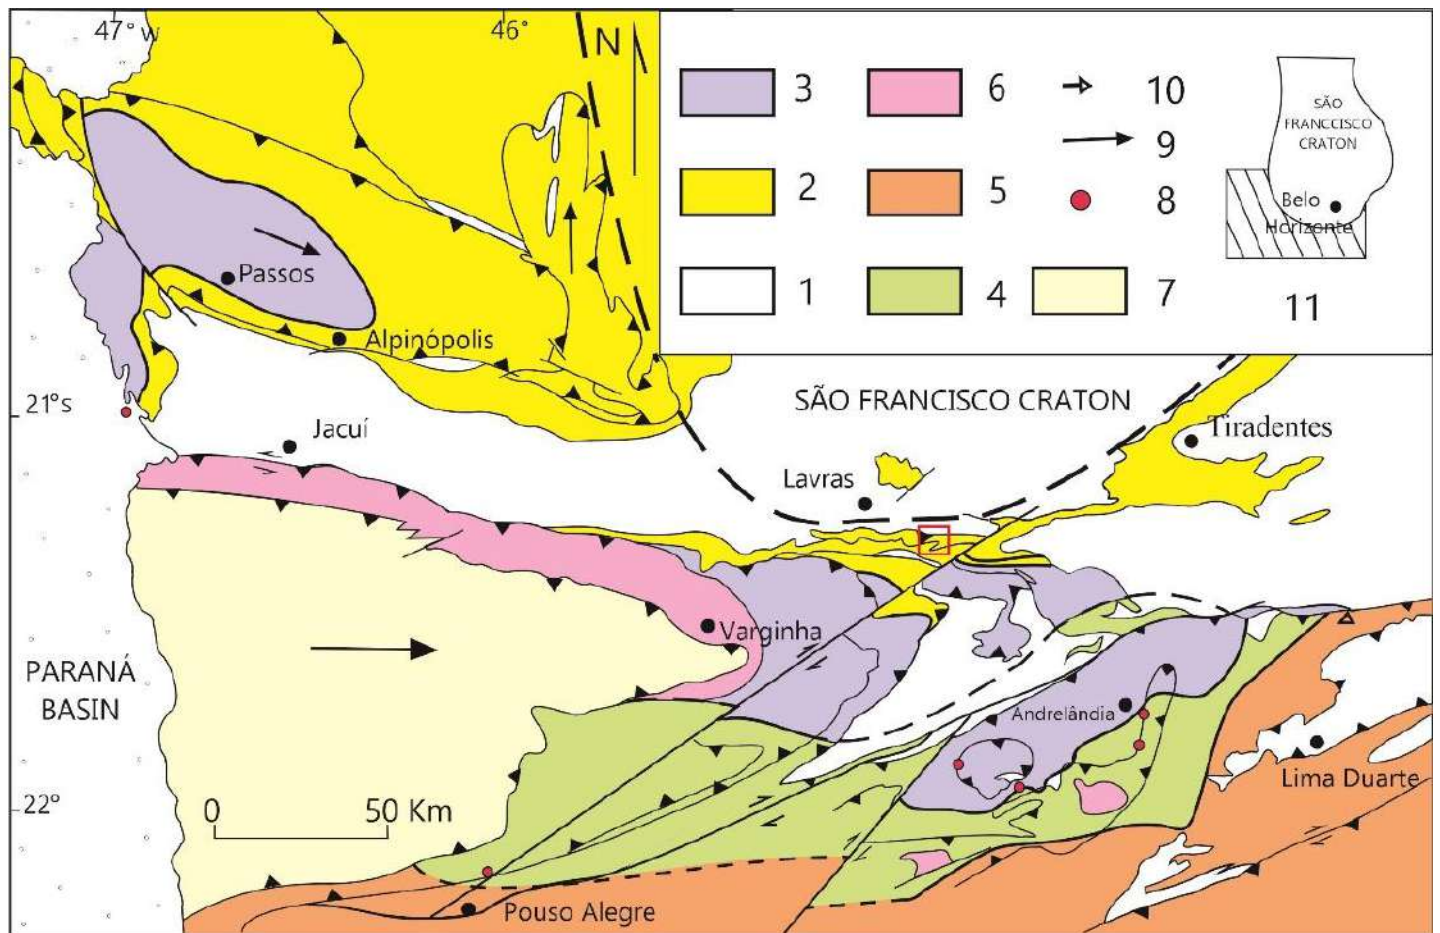 47° W
46°
N
3
6
10
9
2
5
8
1
4
7
11
SÃO
FRANCCISCO
CRATON
Belo
Horizonte
Passos
Alpinópolis
21°s
Jacuí
SÃO FRANCISCO CRATON
Tiradentes
Lavras
Varginha
PARANÁ
BASIN
Andrelândia
Lima Duarte
22°
0
50 Km
Pouso Alegre